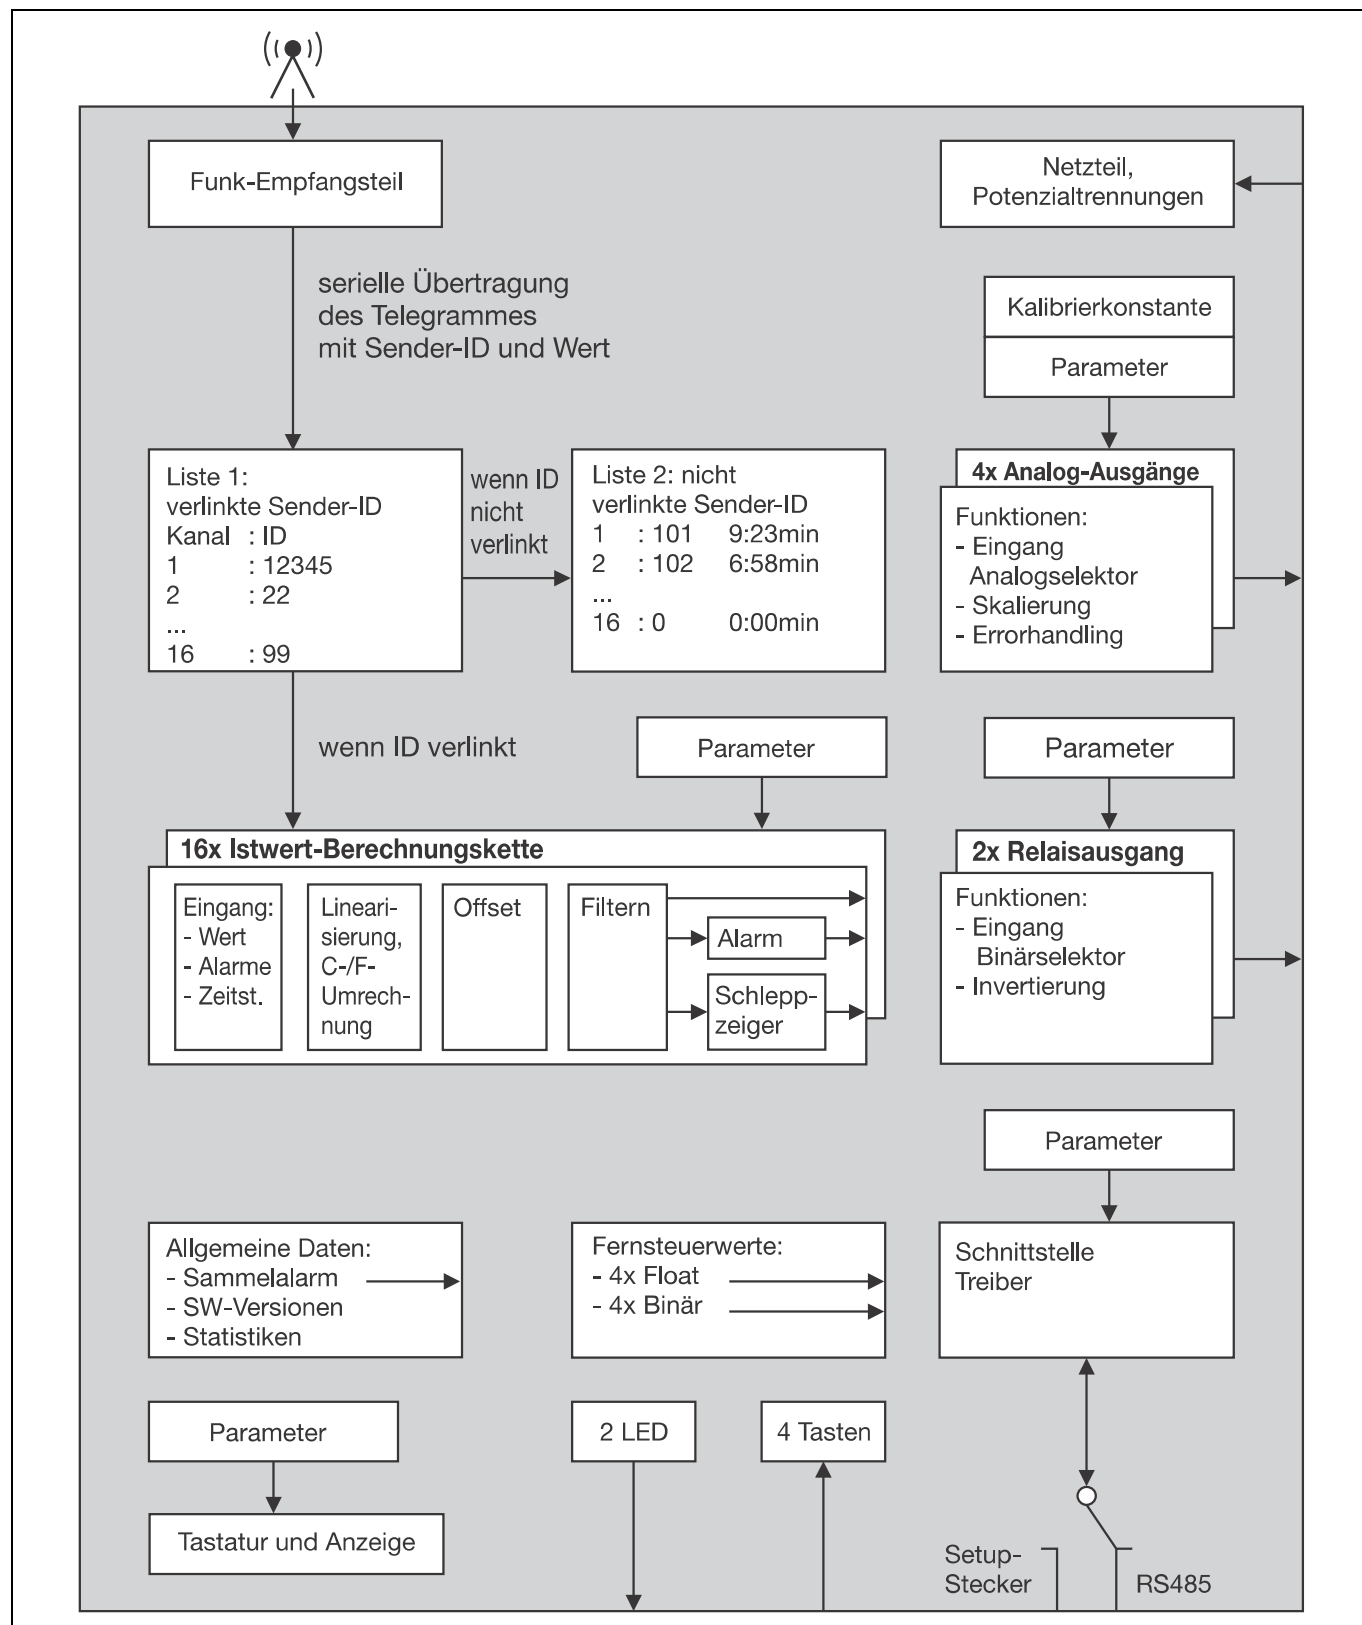 Funk-Empfangsteil
Netzteil,
Potenzialtrennungen
serielle Übertragung
des Telegrammes
mit Sender-ID und Wert
Kalibrierkonstante
Parameter
Liste 1:
verlinkte Sender-ID
Kanal : ID
1 : 12345
2 : 22
...
16 : 99
wenn ID
nicht
verlinkt
Liste 2: nicht
verlinkte Sender-ID
1 : 101 9:23min
2 : 102 6:58min
...
16 : 0 0:00min
4x Analog-Ausgänge
Funktionen:
- Eingang
Analogselektor
- Skalierung
- Errorhandling
wenn ID verlinkt
Parameter
Parameter
16x Istwert-Berechnungskette
Eingang:
- Wert
- Alarme
- Zeitst.
Lineari-
sierung,
C-/F-
Umrech-
nung
Offset
Filtern
Alarm
Schlepp-
zeiger
2x Relaisausgang
Funktionen:
- Eingang
Binärselektor
- Invertierung
Parameter
Allgemeine Daten:
- Sammelalarm
- SW-Versionen
- Statistiken
Fernsteuerwerte:
- 4x Float
- 4x Binär
Schnittstelle
Treiber
Parameter
2 LED
4 Tasten
Tastatur und Anzeige
Setup-
Stecker
RS485